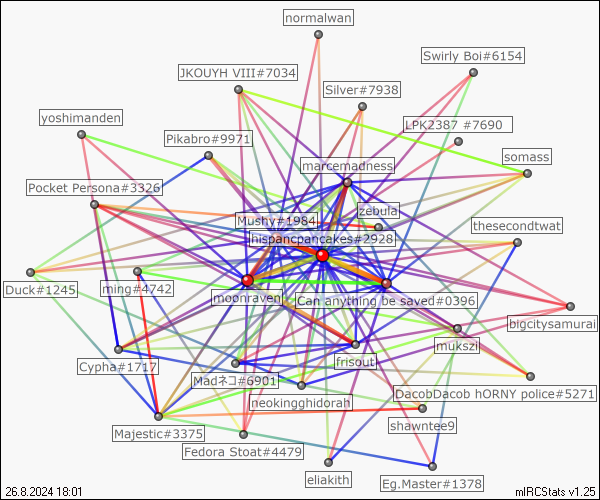 normalwan
Swirly Boi#6154
JKOUYH VIII#7034
Silver#7938
yoshimanden
LPK2387 #7690
Pikabro#9971
somass
marcemadness
Pocket Persona#3326
zebula
Mushy#1984
thesecondtwat
hispancpancakes#2928
Duck#1245
ming#4742
moonraven
Can anything be saved#0396
bigcitysamurai
mukszi
frisout
Cypha#1717
Madネコ#6901
DacobDacob hORNY police#5271
neokingghidorah
shawntee9
Majestic#3375
Fedora Stoat#4479
eliakith
Eg.Master#1378
26.8.2024 18:01
mIRCStats v1.25